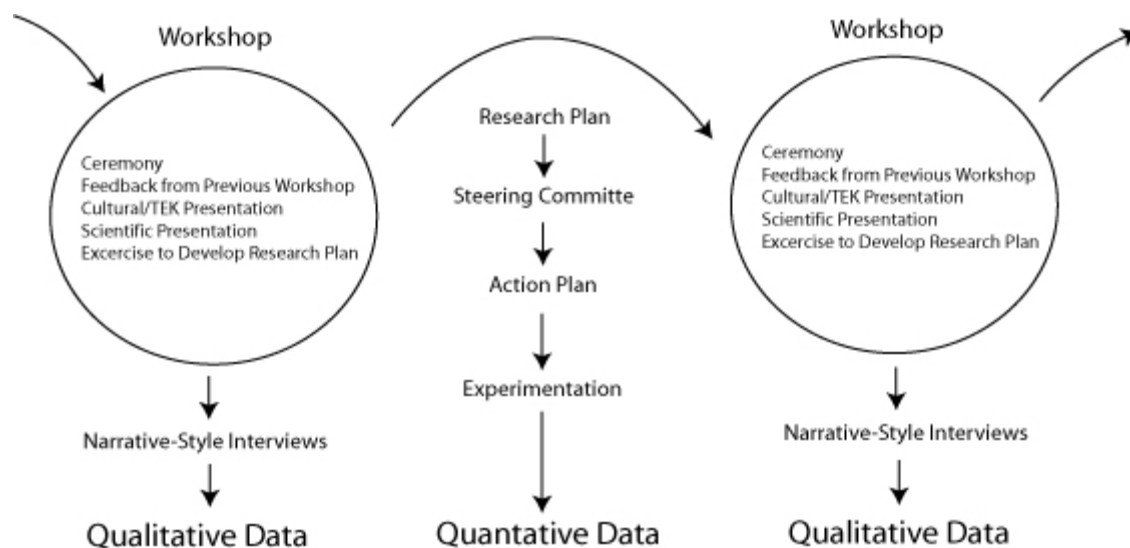 Workshop
Ceremony
Feedback from Previous Workshop
Cultural/TEK Presentation
Scientific Presentation
Excercise to Develop Research Plan
Narrative-Style Interviews
Qualitative Data
Research Plan
Steering Committe
Action Plan
Experimentation
Quantative Data
Workshop
Ceremony
Feedback from Previous Workshop
Cultural/TEK Presentation
Scientific Presentation
Excercise to Develop Research Plan
Narrative-Style Interviews
Qualitative Data